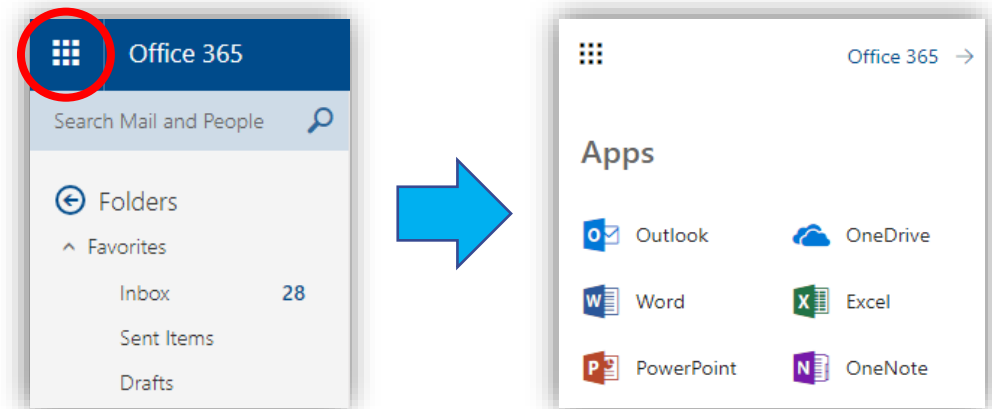 Office 365
Search Mail and People
Folders
Favorites
Inbox 28
Sent Items
Drafts
Office 365 →
Apps
Outlook OneDrive
Word Excel
PowerPoint OneNote